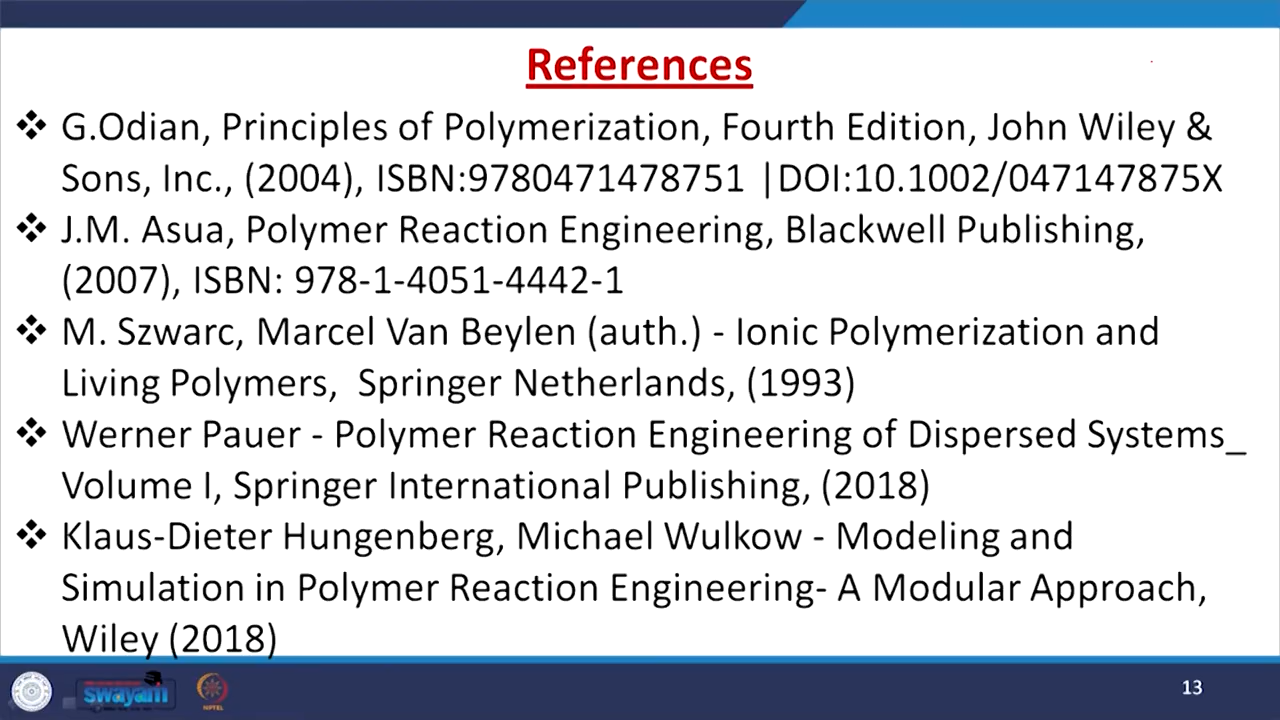 References
❖ G.Odian, Principles of Polymerization, Fourth Edition, John Wiley &
Sons, Inc., (2004), ISBN:9780471478751 |DOI:10.1002/047147875X
❖ J.M. Asua, Polymer Reaction Engineering, Blackwell Publishing,
(2007), ISBN: 978-1-4051-4442-1
❖ M. Szwarc, Marcel Van Beylen (auth.) - Ionic Polymerization and
Living Polymers, Springer Netherlands, (1993)
❖ Werner Pauer - Polymer Reaction Engineering of Dispersed Systems_
Volume I, Springer International Publishing, (2018)
❖ Klaus-Dieter Hungenberg, Michael Wulkow - Modeling and
Simulation in Polymer Reaction Engineering- A Modular Approach,
Wiley (2018)
swayam
NPTEL
13